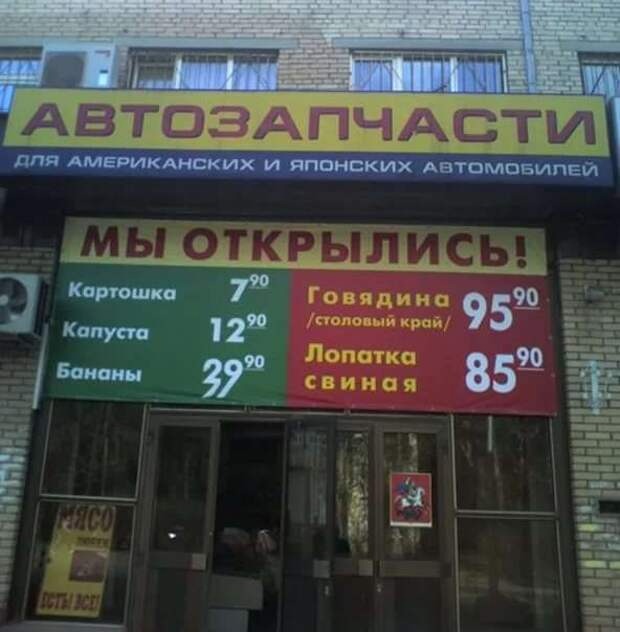 АВТОЗАПЧАСТИ
ДЛЯ АМЕРИКАНСКИХ И ЯПОНСКИХ АВТОМОБИЛЕЙ
МЫ ОТКРЫЛИСЬ!
Картошка 7 90
Капуста 12 90
Бананы 29 90
Говядина
/столовый край/ 95 90
Лопатка
свиная 85 90
МЯСО
ЕСТЬ ВСЕ!